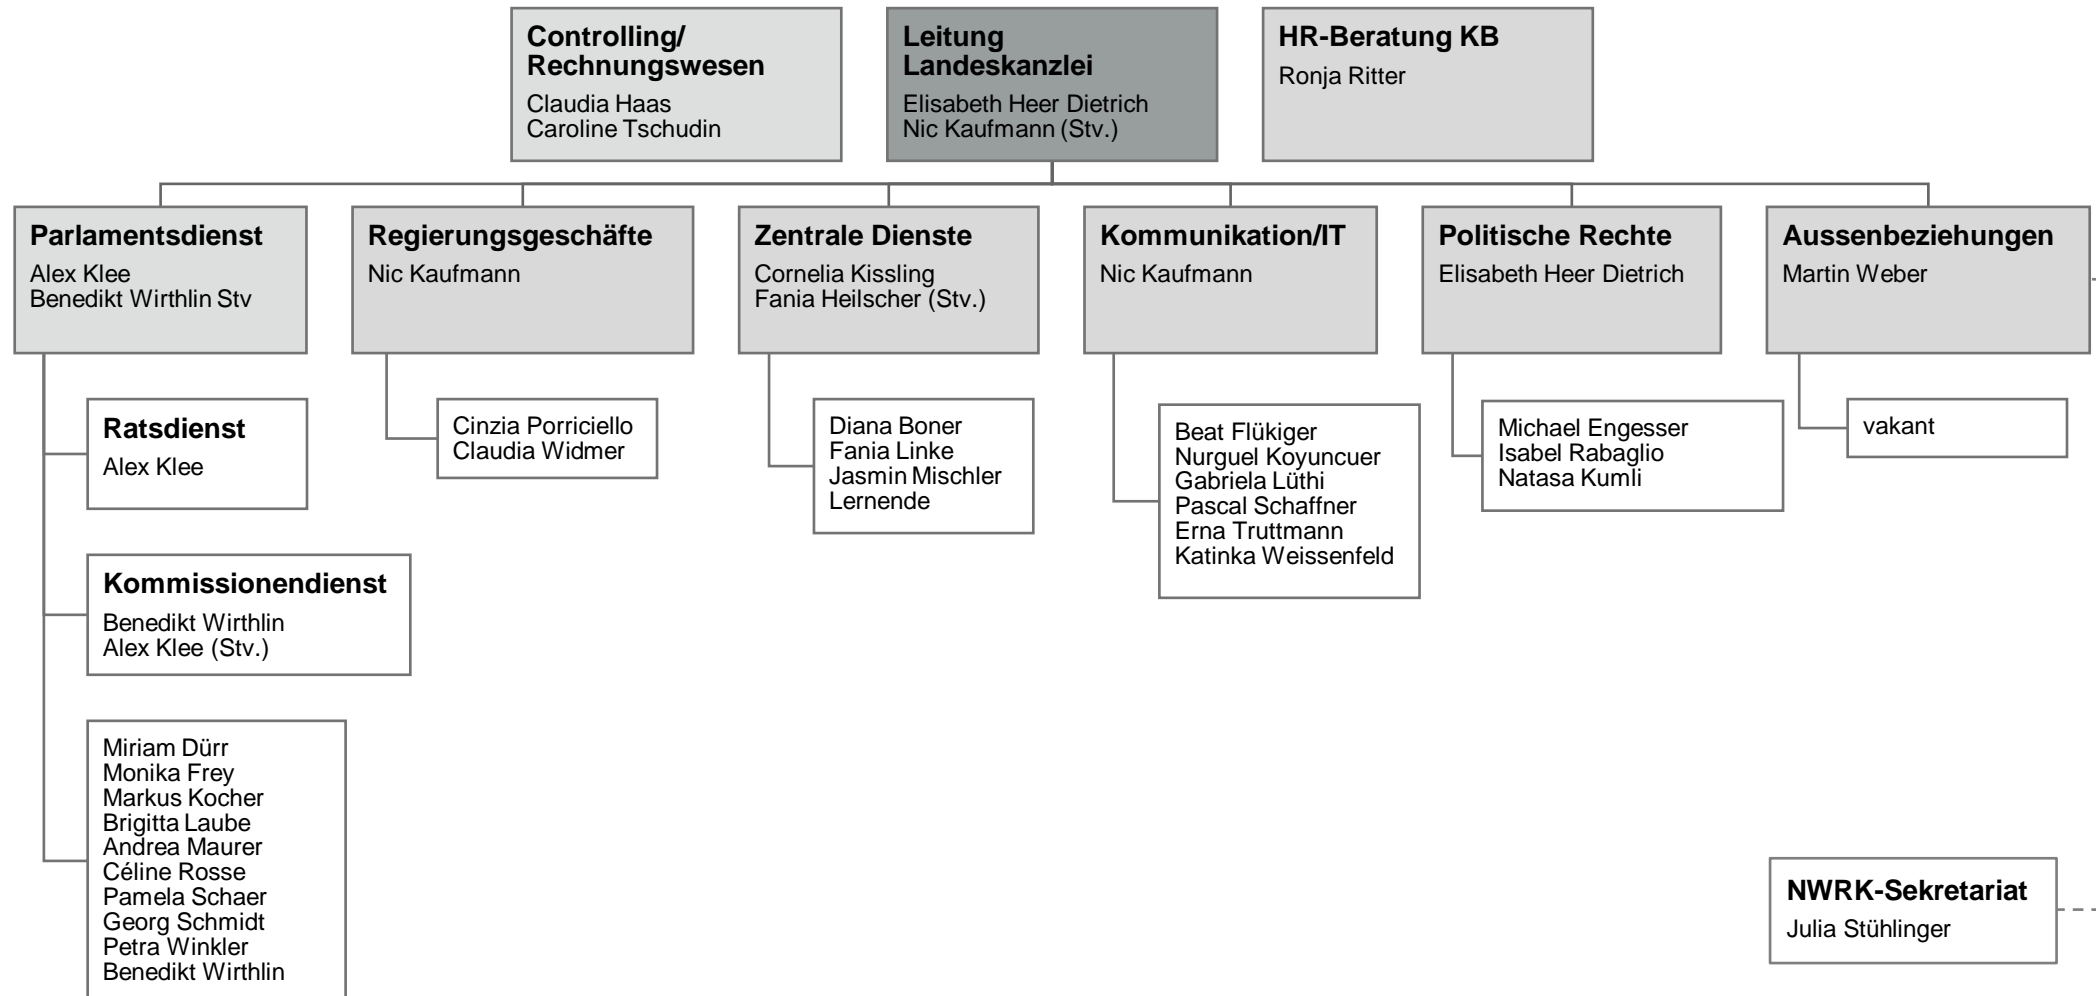 Controlling/
Rechnungswesen
Claudia Haas
Caroline Tschudin
Leitung
Landeskanzlei
Elisabeth Heer Dietrich
Nic Kaufmann (Stv.)
HR-Beratung KB
Ronja Ritter
Parlamentsdienst
Alex Klee
Benedikt Wirthlin Stv
Regierungsgeschäfte
Nic Kaufmann
Zentrale Dienste
Cornelia Kissling
Fania Heilscher (Stv.)
Kommunikation/IT
Nic Kaufmann
Politische Rechte
Elisabeth Heer Dietrich
Aussenbeziehungen
Martin Weber
Ratsdienst
Alex Klee
Cinzia Porriciello
Claudia Widmer
Diana Boner
Fania Linke
Jasmin Mischler
Lernende
Beat Flükiger
Nurguel Koyuncuer
Gabriela Lüthi
Pascal Schaffner
Erna Truttmann
Katinka Weissenfeld
Michael Engesser
Isabel Rabaglio
Natasa Kumli
vakant
Kommissionendienst
Benedikt Wirthlin
Alex Klee (Stv.)
Miriam Dürr
Monika Frey
Markus Kocher
Brigitta Laube
Andrea Maurer
Céline Rosse
Pamela Schaer
Georg Schmidt
Petra Winkler
Benedikt Wirthlin
NWRK-Sekretariat
Julia Stühlinger